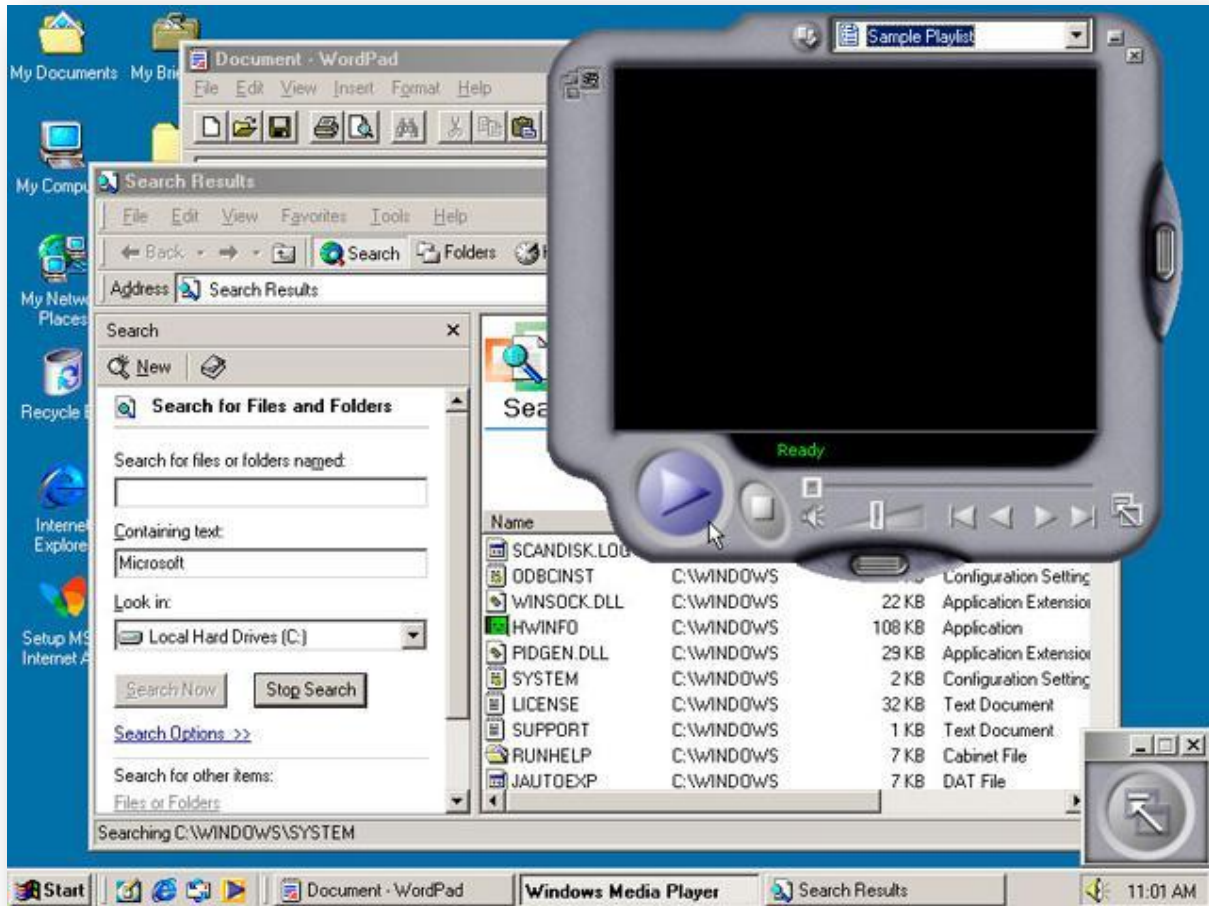 Sample Playlist
My Documents
My Brie
Document - WordPad
File Edit View Insert Format Help
My Compu
Search Results
File Edit View Favorites Tools Help
Back Search Folders H
Address Search Results
My Netw
Places
Search
New
Recycle B
Search for Files and Folders
Sea
Ready
Search for files or folders named:
Internet
Explore
Containing text:
Microsoft
Name
SCANDISK.LOG
ODBCINST C:\WINDOWS KB Configuration Setting
WINSOCK.DLL C:\WINDOWS 22 KB Application Extension
HWINFO C:\WINDOWS 108 KB Application
PIDGEN.DLL C:\WINDOWS 29 KB Application Extension
SYSTEM C:\WINDOWS 2 KB Configuration Setting
LICENSE C:\WINDOWS 32 KB Text Document
SUPPORT C:\WINDOWS 1 KB Text Document
RUNHELP C:\WINDOWS 7 KB Cabinet File
JAUTOEXP C:\WINDOWS 7 KB DAT File
Look in:
Local Hard Drives (C:)
Setup MS
Internet A
Search Now Stop Search
Search Options >>
Search for other items:
Files or Folders
Searching C:\WINDOWS\SYSTEM
Start Document - WordPad Windows Media Player Search Results 11:01 AM